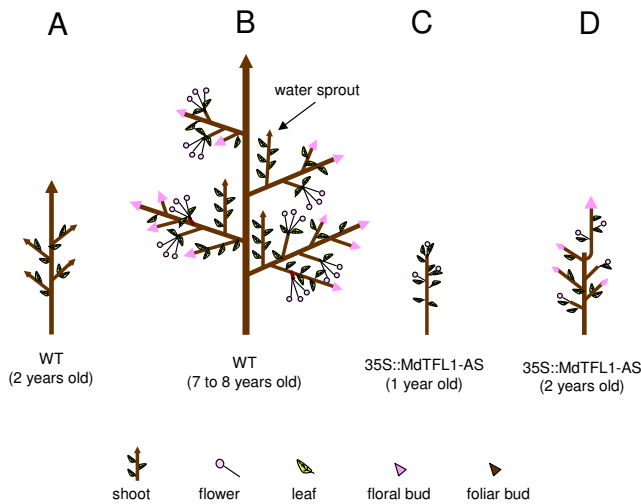 A
B
C
D
water sprout
WT
(2 years old)
WT
(7 to 8 years old)
35S::MdTFL1-AS
(1 year old)
35S::MdTFL1-AS
(2 years old)
shoot
flower
leaf
floral bud
foliar bud